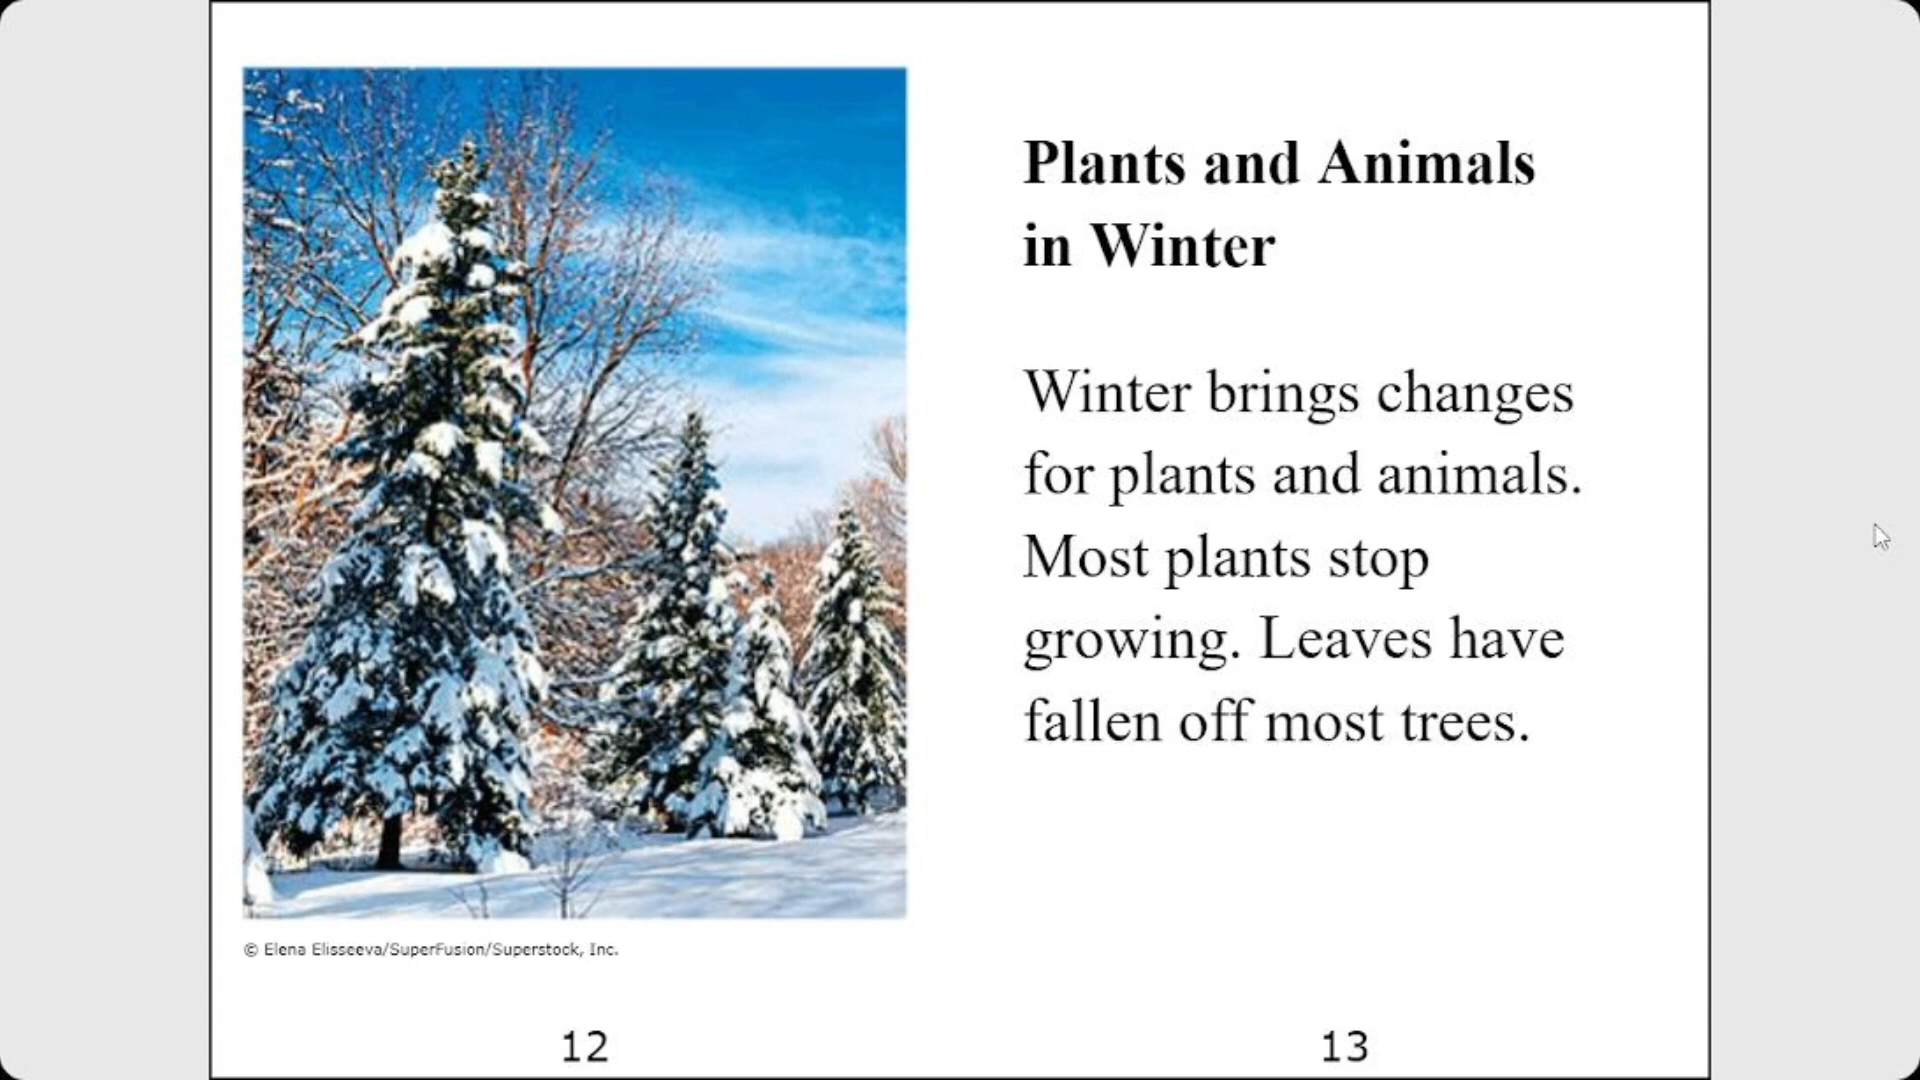 © Elena Elisseeva/SuperFusion/Superstock, Inc.
12
Plants and Animals
in Winter
Winter brings changes
for plants and animals.
Most plants stop
growing. Leaves have
fallen off most trees.
13